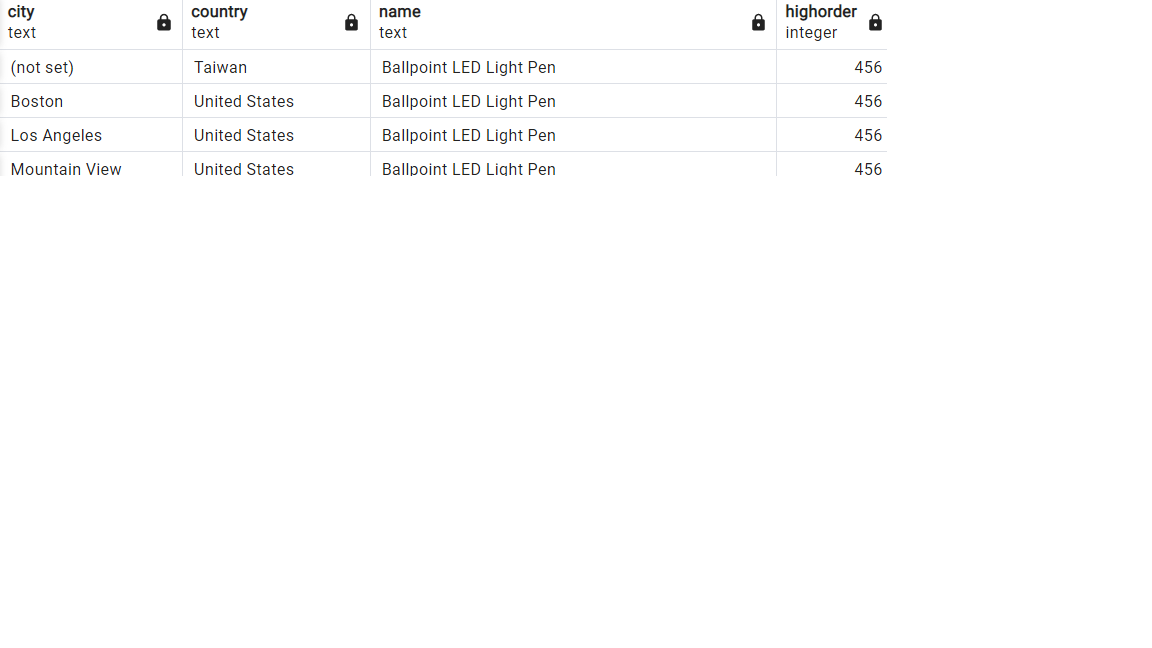 city country name highorder
text text text integer
(not set) Taiwan Ballpoint LED Light Pen 456
Boston United States Ballpoint LED Light Pen 456
Los Angeles United States Ballpoint LED Light Pen 456
Mountain View United States Ballpoint LED Light Pen 456